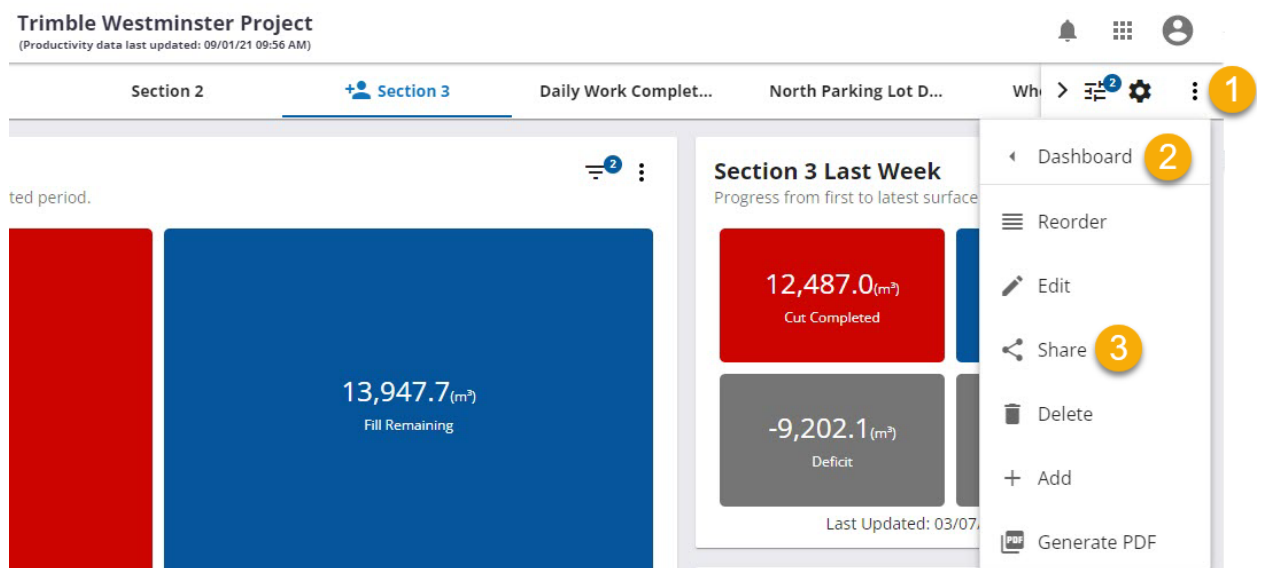 Trimble Westminster Project
(Productivity data last updated: 09/01/21 09:56 AM)
Section 2
Section 3
Daily Work Complet...
North Parking Lot D...
Wh
2
1
Dashboard
2
2
ted period.
Section 3 Last Week
Progress from first to latest surface
Reorder
Edit
12,487.0(m³)
Cut Completed
Share
3
13,947.7(m³)
Fill Remaining
Delete
-9,202.1(m³)
Deficit
Add
Last Updated: 03/07/
PDF
Generate PDF